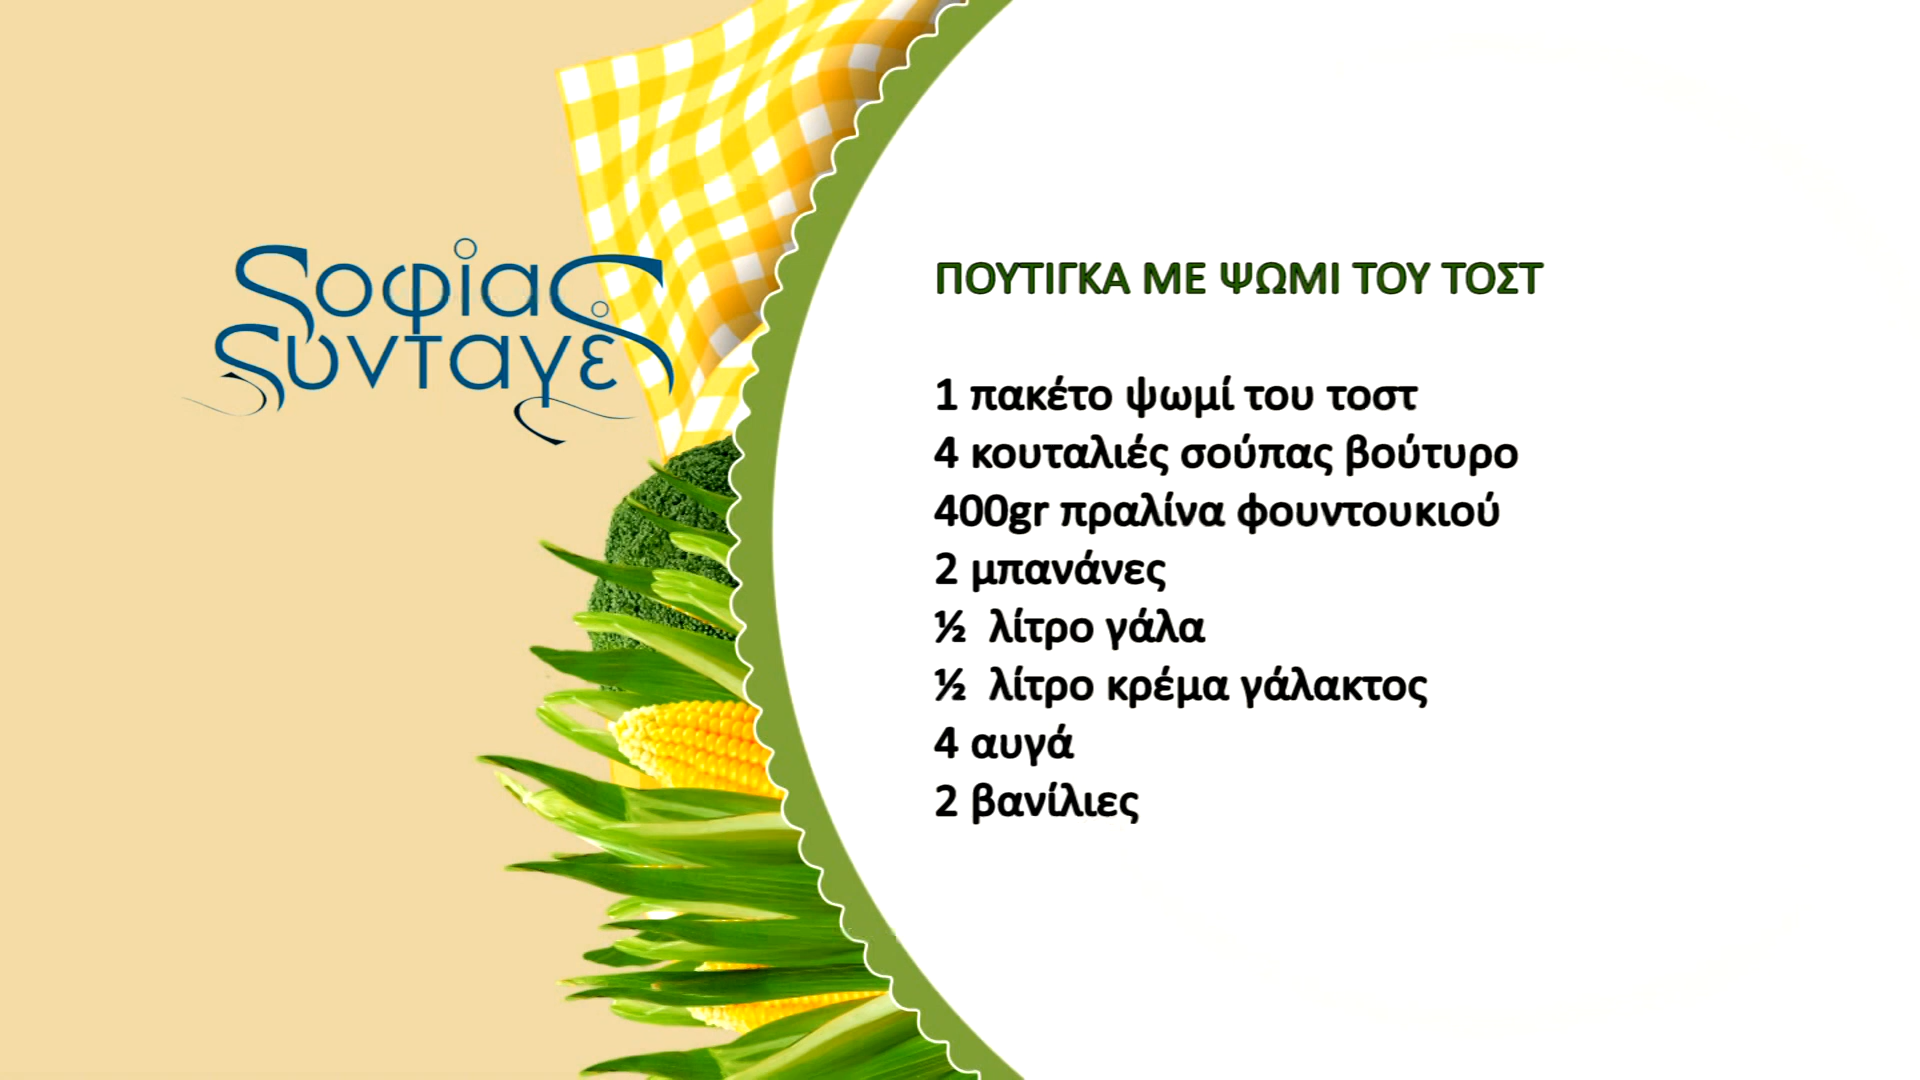 Σοφίας
Συνταγές
ΠΟΥΤΙΓΚΑ ΜΕ ΨΩΜΙ ΤΟΥ ΤΟΣΤ
1 πακέτο ψωμί του τοστ
4 κουταλιές σούπας βούτυρο
400gr πραλίνα φουντουκιού
2 μπανάνες
½ λίτρο γάλα
½ λίτρο κρέμα γάλακτος
4 αυγά
2 βανίλιες